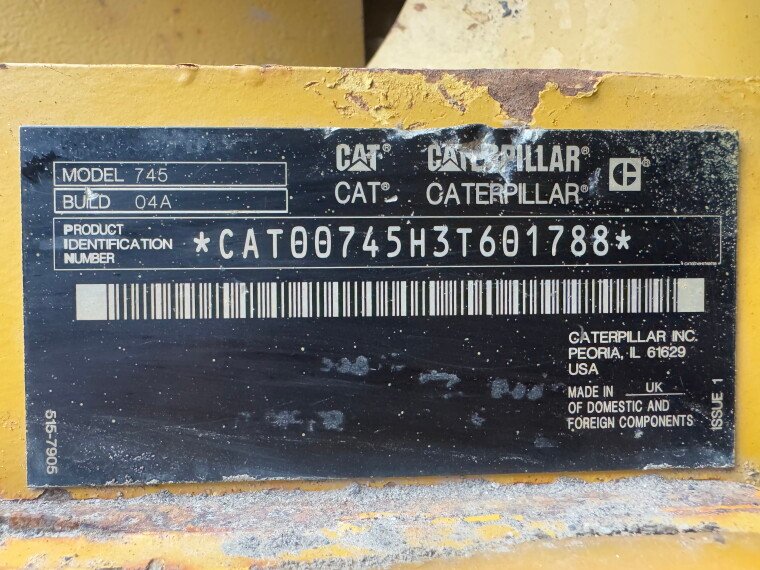 MODEL 745
BUILD 04A
CAT® CATERPILLAR®
CAT® CATERPILLAR® C®
PRODUCT IDENTIFICATION NUMBER
*CAT00745H3T601788*
CATERPILLAR INC.
PEORIA, IL 61629
USA
MADE IN UK
OF DOMESTIC AND
FOREIGN COMPONENTS
515-7905
ISSUE 1